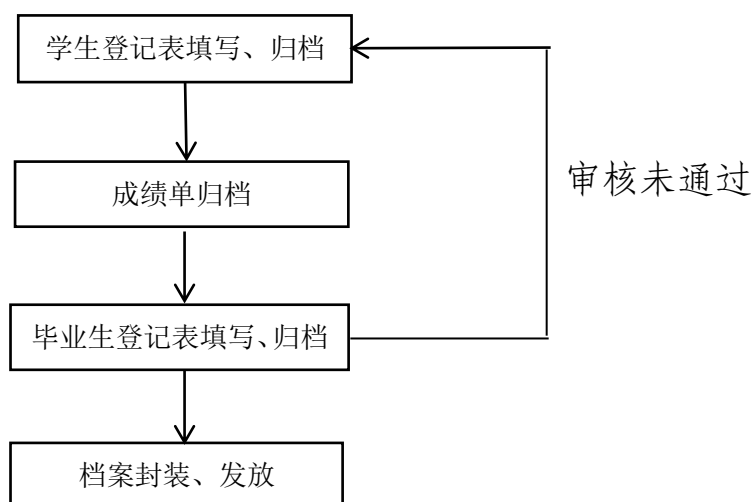 学生登记表填写、归档
成绩单归档
审核未通过
毕业生登记表填写、归档
档案封装、发放